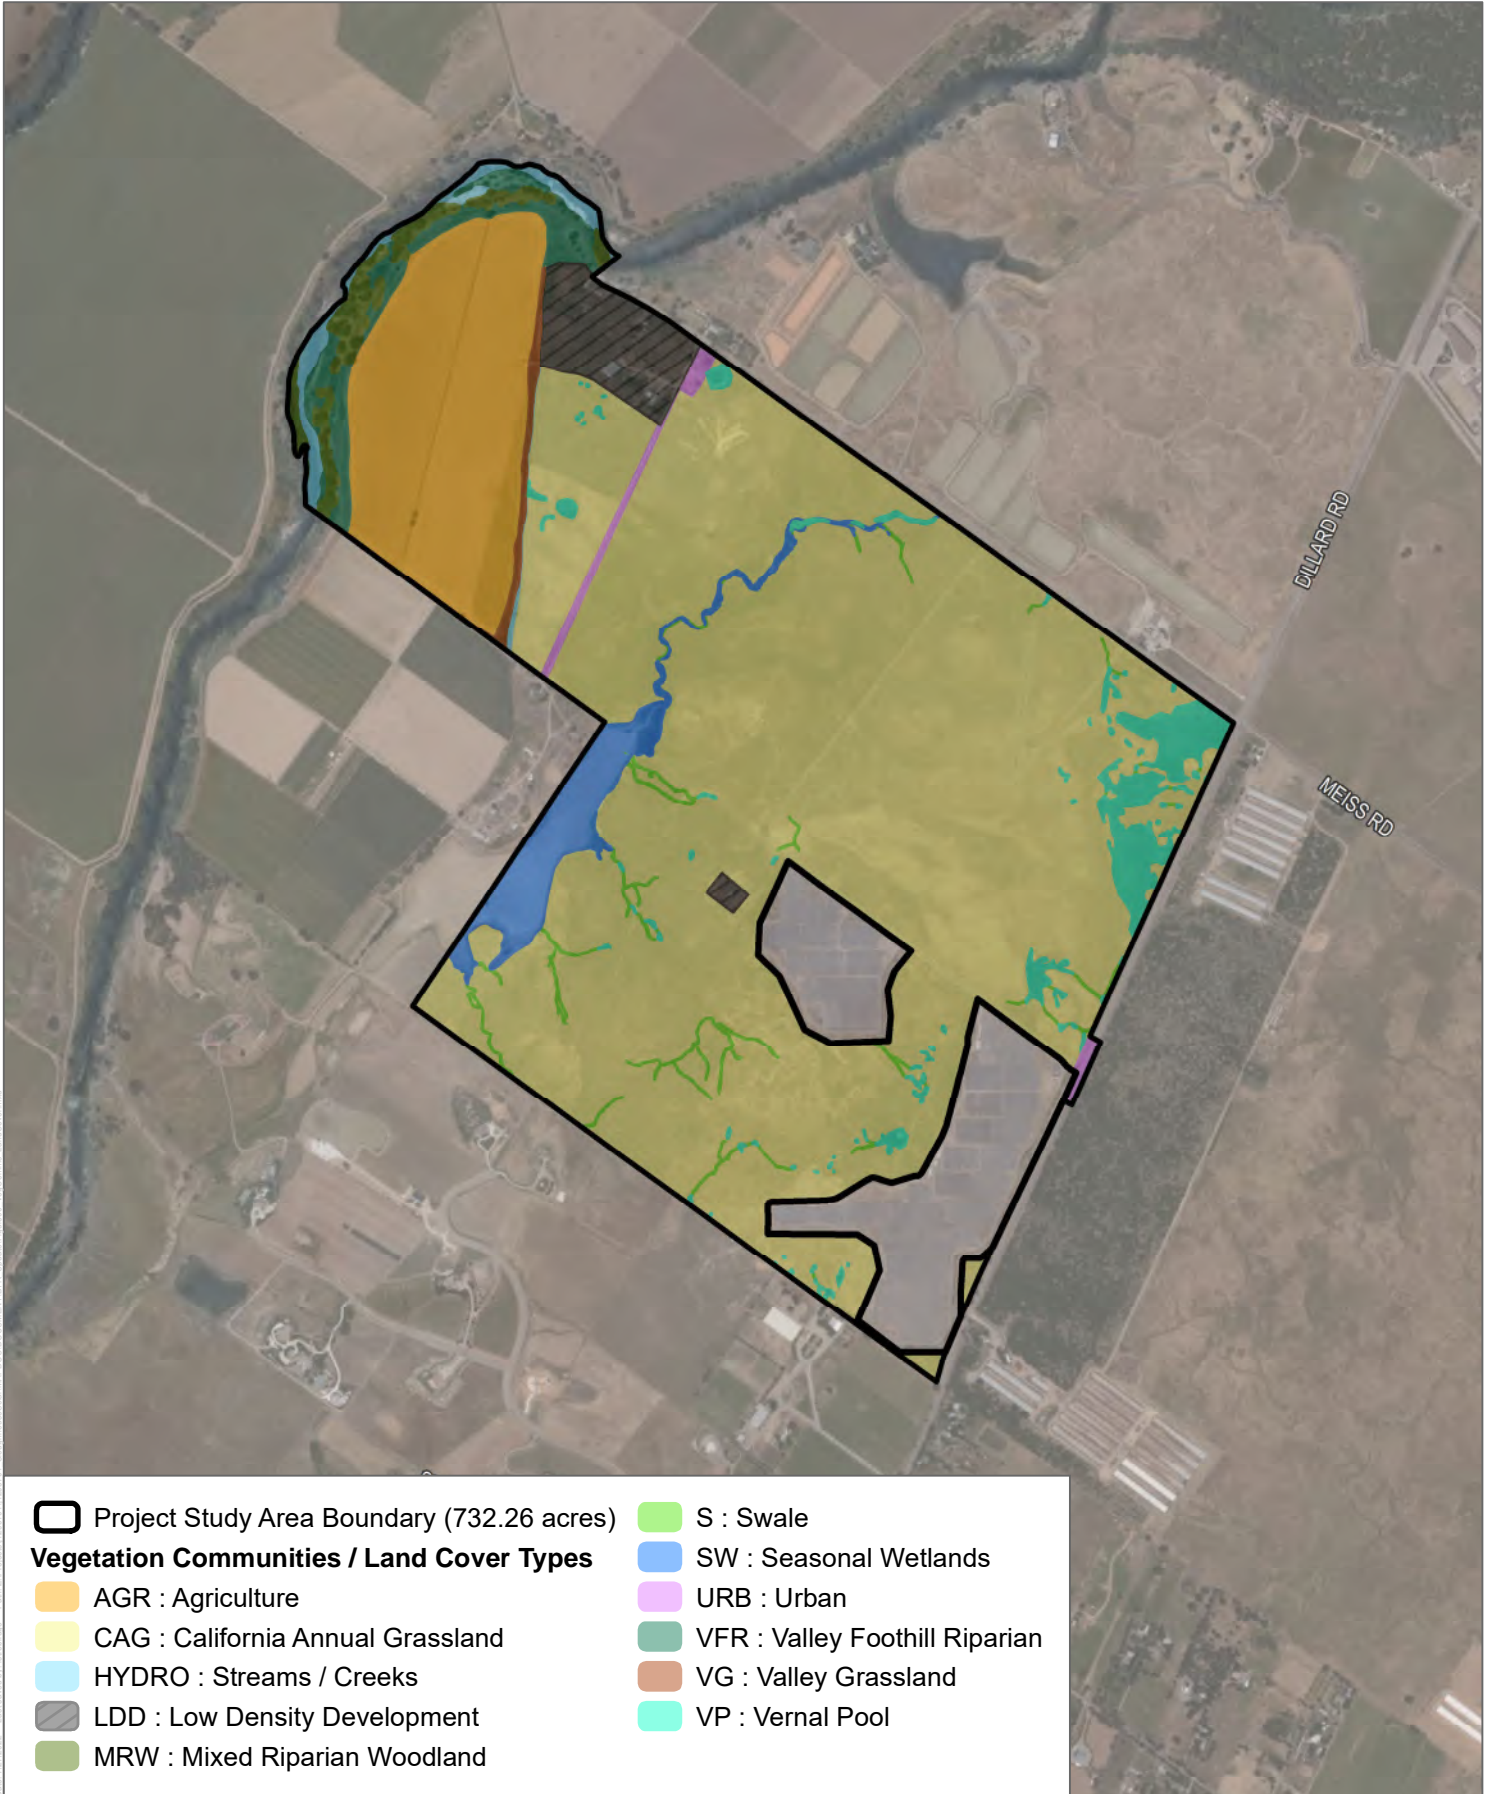 DILLARD RD
MEISS RD
Project Study Area Boundary (732.26 acres)
Vegetation Communities / Land Cover Types
AGR : Agriculture
CAG : California Annual Grassland
HYDRO : Streams / Creeks
LDD : Low Density Development
MRW : Mixed Riparian Woodland
S : Swale
SW : Seasonal Wetlands
URB : Urban
VFR : Valley Foothill Riparian
VG : Valley Grassland
VP : Vernal Pool